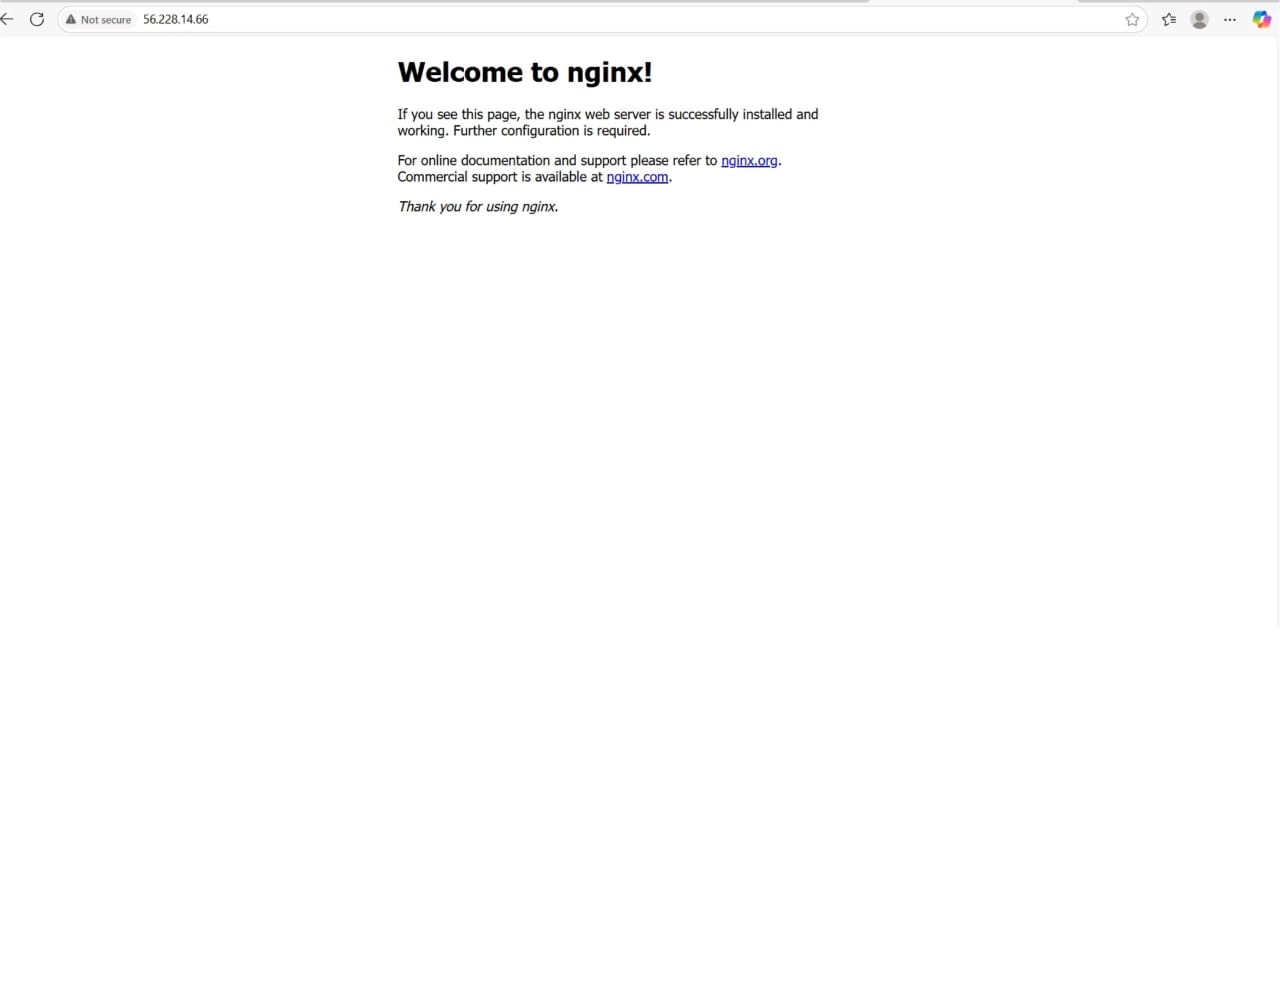 Not secure 56.228.14.66
Welcome to nginx!
If you see this page, the nginx web server is successfully installed and
working. Further configuration is required.
For online documentation and support please refer to nginx.org.
Commercial support is available at nginx.com.
Thank you for using nginx.